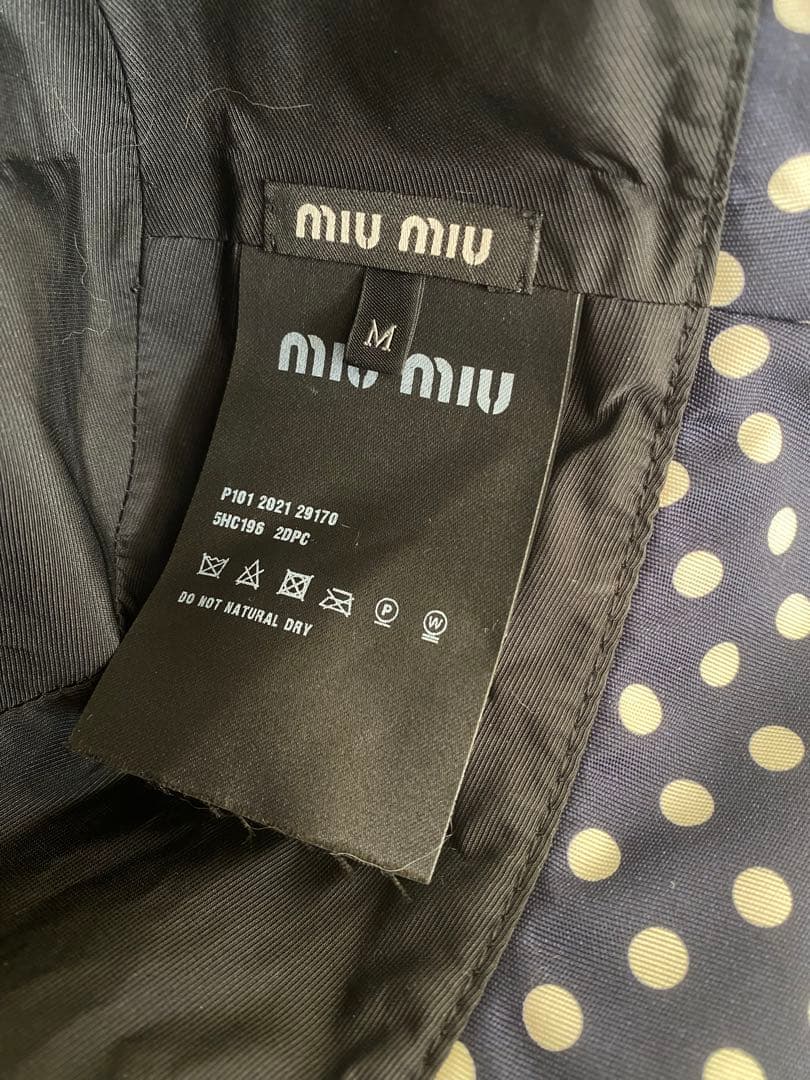 miu miu
M
miu miu
P101 2021 29170
5HC196 2DPC
P W
DO NOT NATURAL DRY